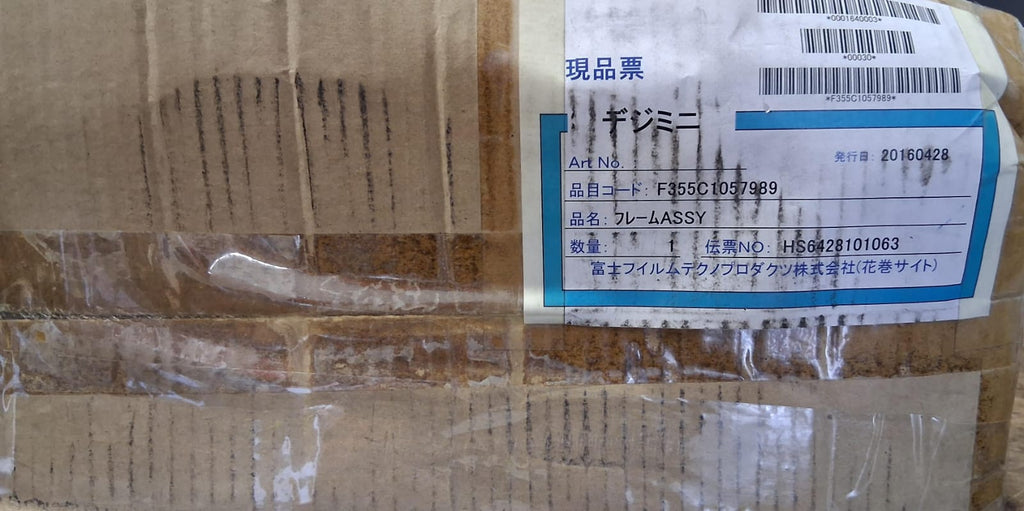 *0001640003*
*00030*
現品票
*F355C1057989*
デジミニ
Art No.
発行日: 20160428
品目コード: F355C1057989
品名: フレームASSY
数量: 1 伝票NO: HS6428101063
富士フイルムテクノプロダクツ株式会社(花巻サイト)